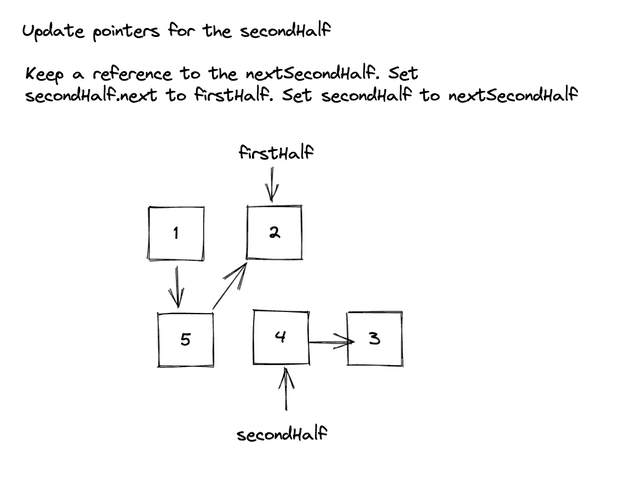 Update pointers for the secondHalf
Keep a reference to the nextSecondHalf. Set
secondHalf.next to firstHalf. Set secondHalf to nextSecondHalf
firstHalf
1
2
5
4
3
secondHalf